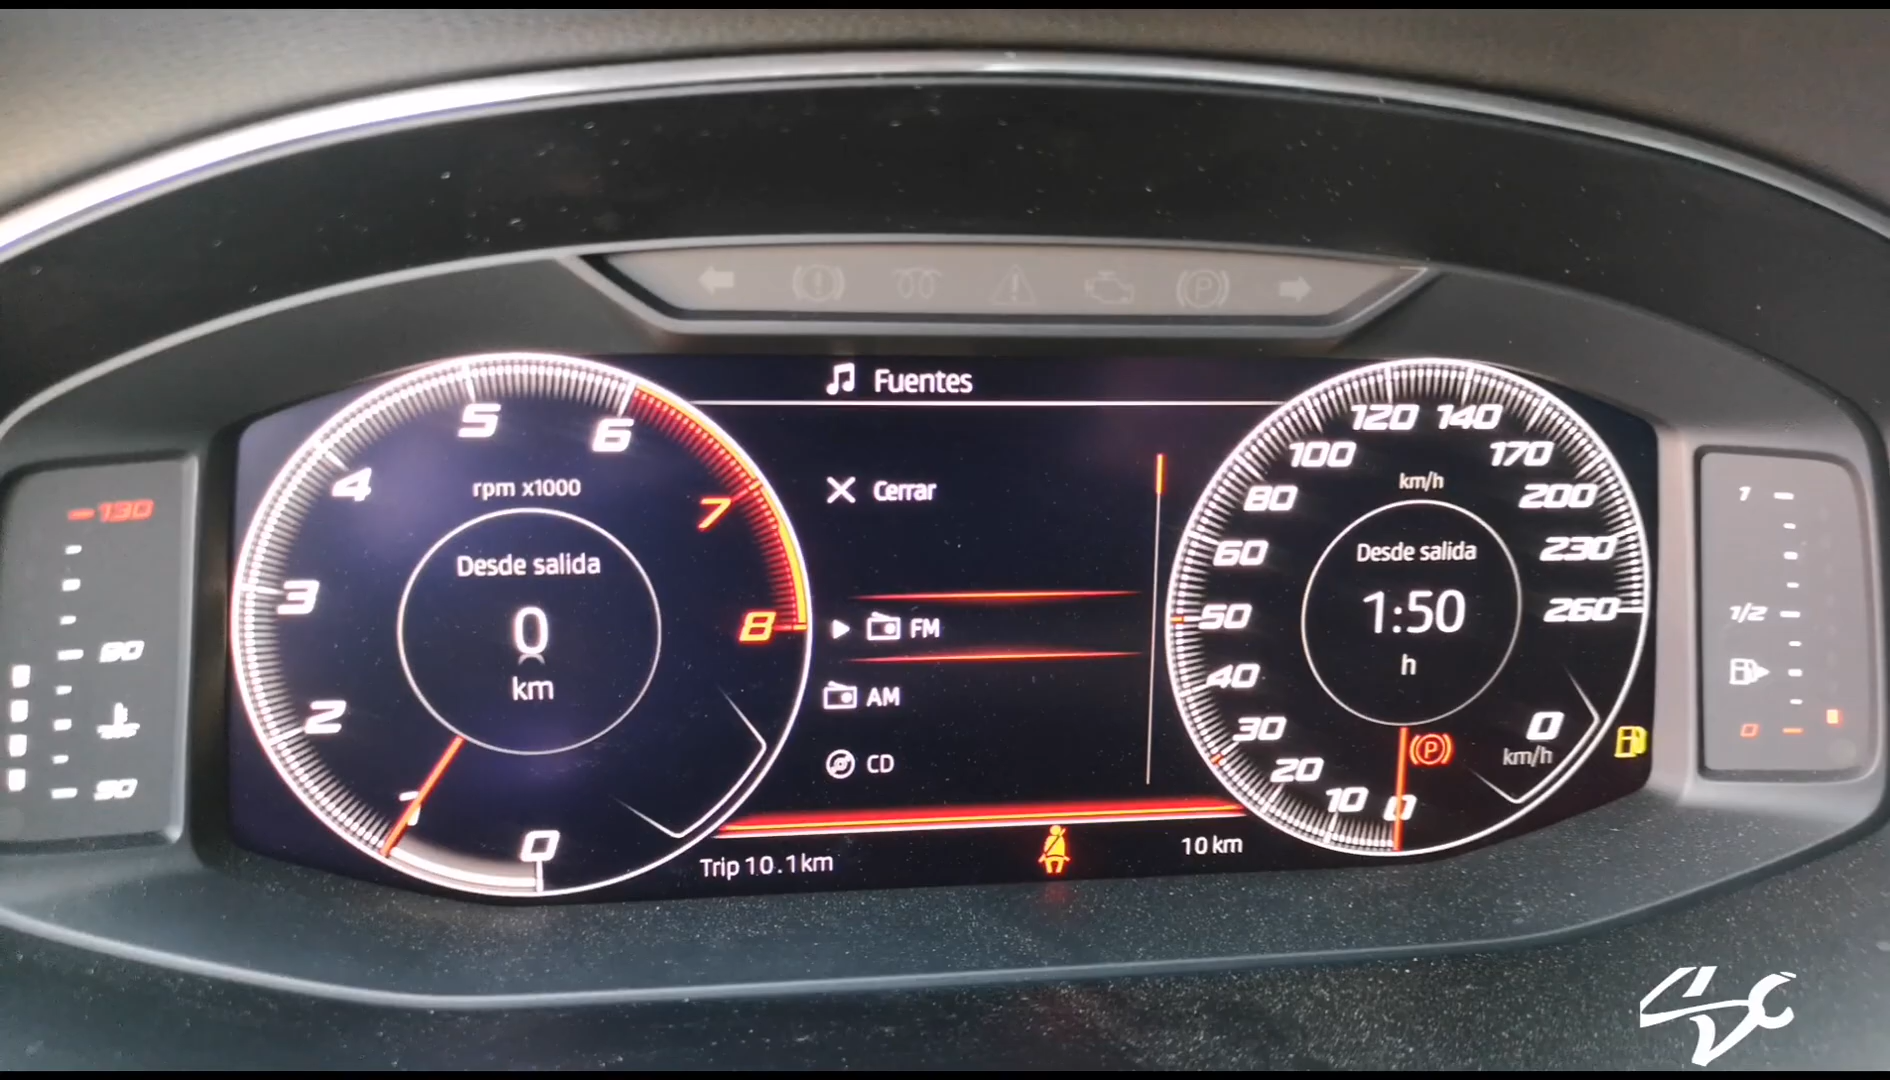 130
90
50
5
6
4
rpm x1000
7
3
Desde salida
0
km
8
2
1
0
Fuentes
Cerrar
FM
AM
CD
Trip 10.1 km
10 km
120 140
100
170
km/h
80
200
60
Desde salida
230
50
1:50
260
h
40
30
0
km/h
P
20
10
0
1
1/2
0